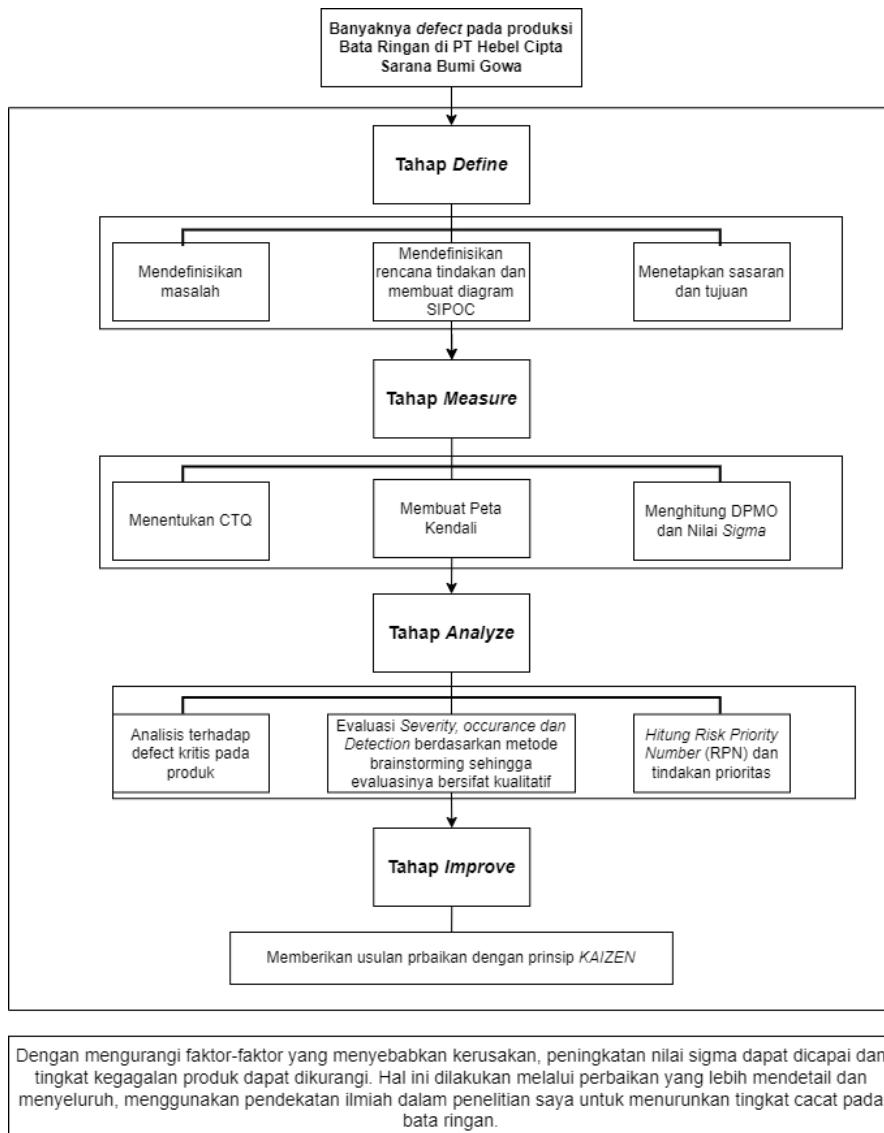 Banyaknya defect pada produksi
Bata Ringan di PT Hebel Cipta
Sarana Bumi Gowa
Tahap Define
Mendefinisikan
masalah
Mendefinisikan
rencana tindakan dan
membuat diagram
SIPOC
Menetapkan sasaran
dan tujuan
Tahap Measure
Menentukan CTQ
Membuat Peta
Kendali
Menghitung DPMO
dan Nilai Sigma
Tahap Analyze
Analisis terhadap
defect kritis pada
produk
Evaluasi Severity, occurance dan
Detection berdasarkan metode
brainstorming sehingga
evaluasinya bersifat kualitatif
Hitung Risk Priority
Number (RPN) dan
tindakan prioritas
Tahap Improve
Memberikan usulan prbaikan dengan prinsip KAIZEN
Dengan mengurangi faktor-faktor yang menyebabkan kerusakan, peningkatan nilai sigma dapat dicapai dan
tingkat kegagalan produk dapat dikurangi. Hal ini dilakukan melalui perbaikan yang lebih mendetail dan
menyeluruh, menggunakan pendekatan ilmiah dalam penelitian saya untuk menurunkan tingkat cacat pada
bata ringan.